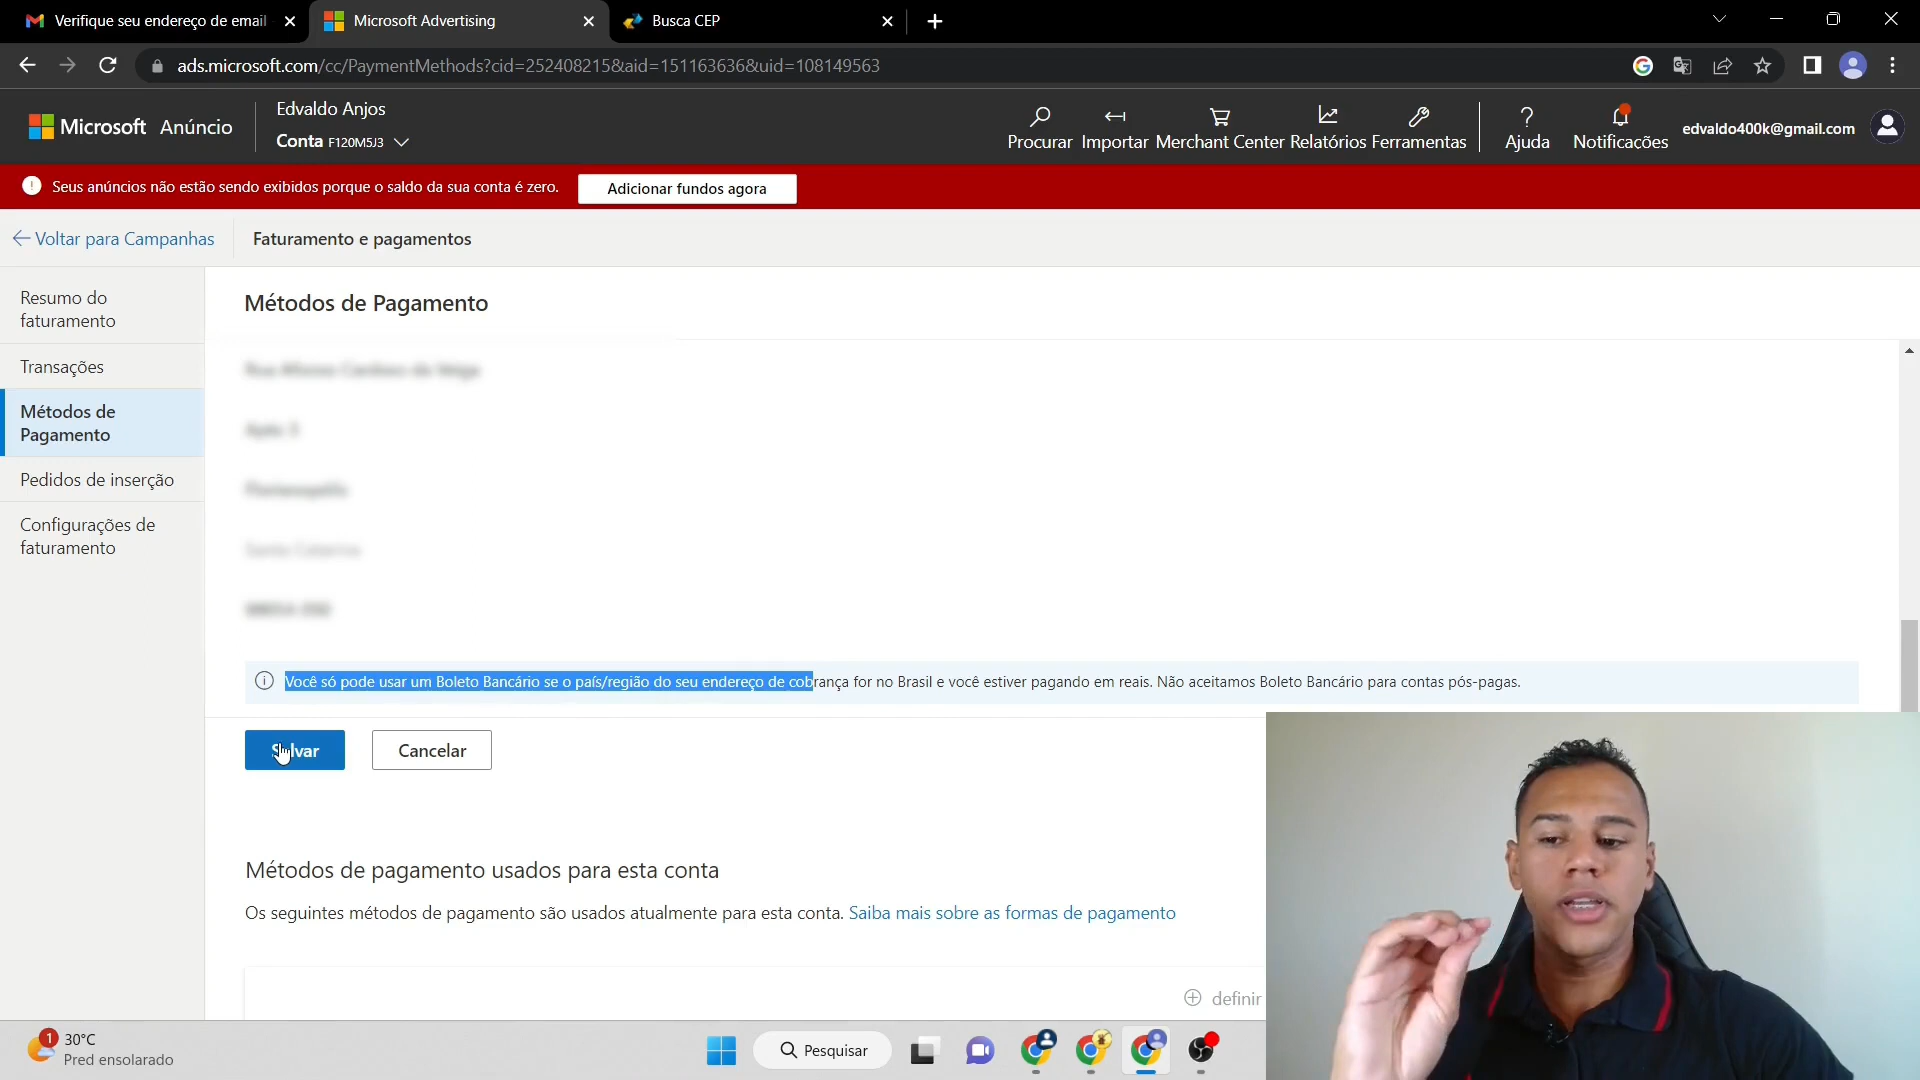 Verifique seu endereço de email
Microsoft Advertising
Busca CEP
ads.microsoft.com/cc/PaymentMethods?cid=252408215&aid=151163636&uid=108149563
Microsoft Anúncio
Edvaldo Anjos
Conta F120M5J3
Procurar
Importar
Merchant Center
Relatórios
Ferramentas
Ajuda
Notificações
edvaldo400k@gmail.com
Seus anúncios não estão sendo exibidos porque o saldo da sua conta é zero.
Adicionar fundos agora
Voltar para Campanhas
Faturamento e pagamentos
Resumo do
faturamento
Transações
Métodos de
Pagamento
Pedidos de inserção
Configurações de
faturamento
Métodos de Pagamento
Você só pode usar um Boleto Bancário se o país/região do seu endereço de cobrança for no Brasil e você estiver pagando em reais. Não aceitamos Boleto Bancário para contas pós-pagas.
Salvar
Cancelar
Métodos de pagamento usados para esta conta
Os seguintes métodos de pagamento são usados atualmente para esta conta. Saiba mais sobre as formas de pagamento
definir
1
30°C
Pred ensolarado
Pesquisar